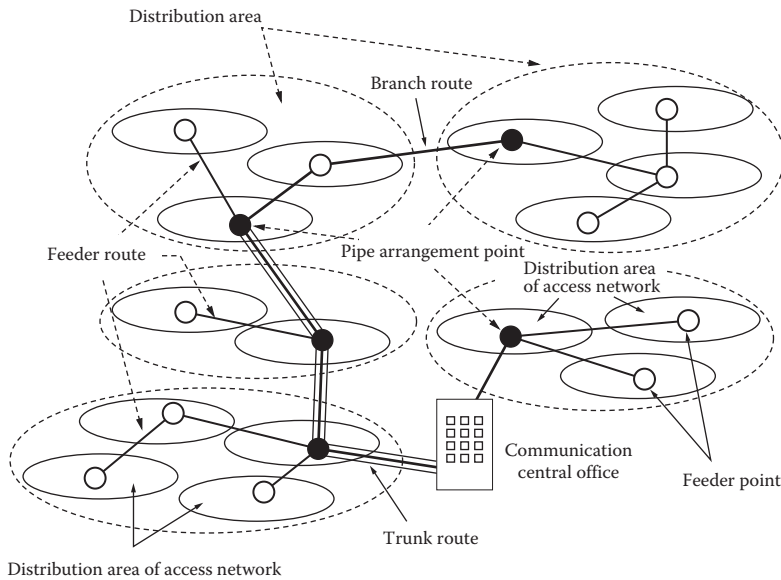 Distribution area
Branch route
Feeder route
Pipe arrangement point
Distribution area
of access network
Communication
central office
Feeder point
Trunk route
Distribution area of access network